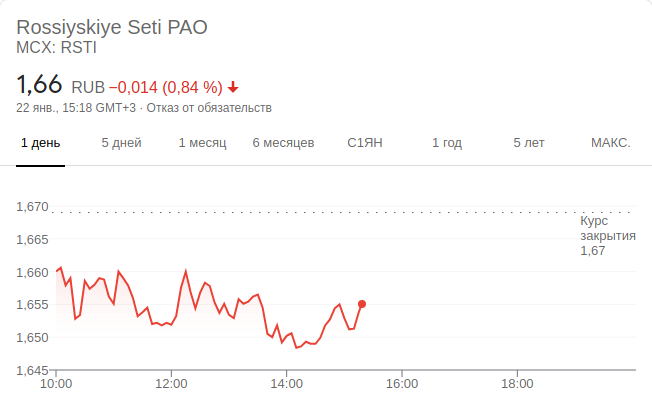 Rossiyskiye Seti PAO
MCX: RSTI
1,66 RUB −0,014 (0,84 %)
22 янв., 15:18 GMT+3 · Отказ от обязательств
1 день 5 дней 1 месяц 6 месяцев С1ЯН 1 год 5 лет МАКС.
1,670
Курс
закрытия
1,67
1,665
1,660
1,655
1,650
1,645
10:00 12:00 14:00 16:00 18:00